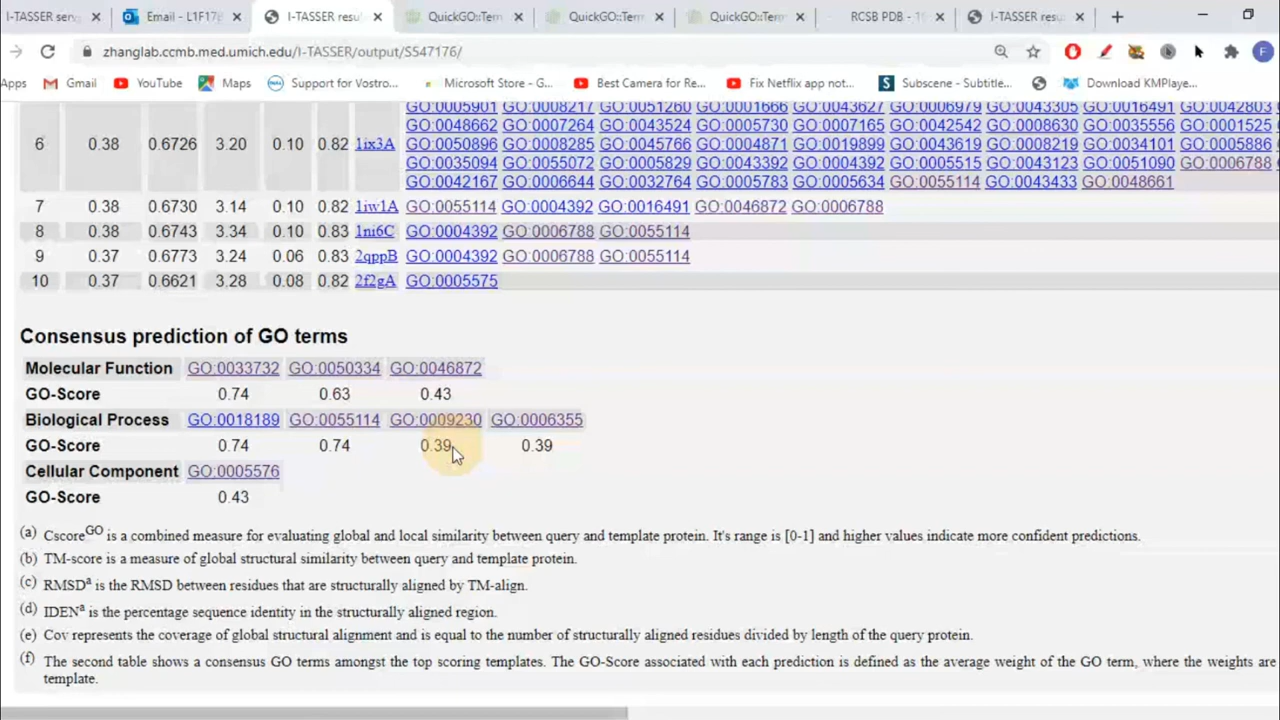 I-TASSER serv
Email - L1F17B
I-TASSER resu
QuickGO::Term
QuickGO::Term
QuickGO::Term
RCSB PDB - 1
I-TASSER resu
zhanglab.ccmb.med.umich.edu/I-TASSER/output/S547176/
Apps Gmail YouTube Maps Support for Vostro... Microsoft Store - G... Best Camera for Re... Fix Netflix app not... Subscene - Subtitle... Download KMPlaye...
GO:0005901 GO:0008217 GO:0051260 GO:0001666 GO:0043627 GO:0006979 GO:0043305 GO:0016491 GO:0042803
GO:0048662 GO:0007264 GO:0043524 GO:0005730 GO:0007165 GO:0042542 GO:0008630 GO:0035556 GO:0001525
6 0.38 0.6726 3.20 0.10 0.82 1ix3A GO:0050896 GO:0008285 GO:0045766 GO:0004871 GO:0019899 GO:0043619 GO:0008219 GO:0034101 GO:0005886
GO:0035094 GO:0055072 GO:0005829 GO:0043392 GO:0004392 GO:0005515 GO:0043123 GO:0051090 GO:0006788
GO:0042167 GO:0006644 GO:0032764 GO:0005783 GO:0005634 GO:0055114 GO:0043433 GO:0048661
7 0.38 0.6730 3.14 0.10 0.82 1iw1A GO:0055114 GO:0004392 GO:0016491 GO:0046872 GO:0006788
8 0.38 0.6743 3.34 0.10 0.83 1ni6C GO:0004392 GO:0006788 GO:0055114
9 0.37 0.6773 3.24 0.06 0.83 2qppB GO:0004392 GO:0006788 GO:0055114
10 0.37 0.6621 3.28 0.08 0.82 2f2gA GO:0005575
Consensus prediction of GO terms
Molecular Function GO:0033732 GO:0050334 GO:0046872
GO-Score 0.74 0.63 0.43
Biological Process GO:0018189 GO:0055114 GO:0009230 GO:0006355
GO-Score 0.74 0.74 0.39 0.39
Cellular Component GO:0005576
GO-Score 0.43
(a) CscoreGO is a combined measure for evaluating global and local similarity between query and template protein. It's range is [0-1] and higher values indicate more confident predictions.
(b) TM-score is a measure of global structural similarity between query and template protein.
(c) RMSDa is the RMSD between residues that are structurally aligned by TM-align.
(d) IDENa is the percentage sequence identity in the structurally aligned region.
(e) Cov represents the coverage of global structural alignment and is equal to the number of structurally aligned residues divided by length of the query protein.
(f) The second table shows a consensus GO terms amongst the top scoring templates. The GO-Score associated with each prediction is defined as the average weight of the GO term, where the weights are
template.